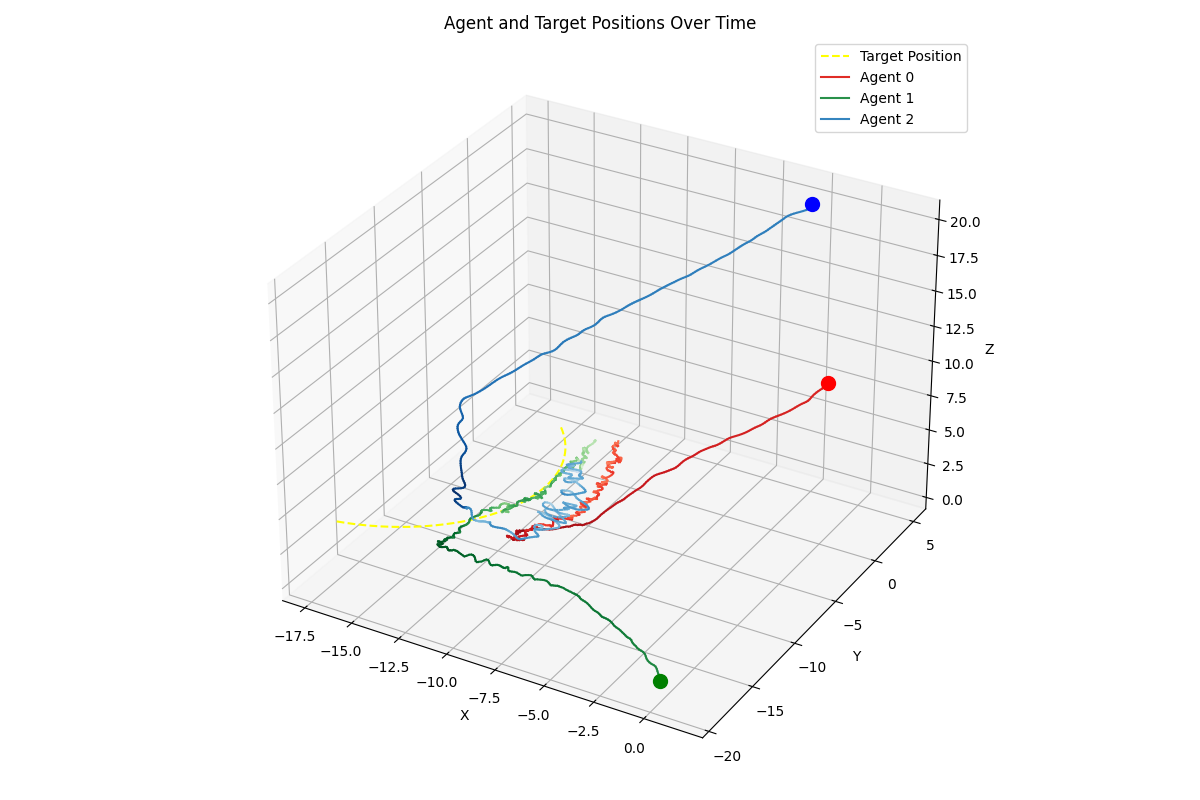 Agent and Target Positions Over Time
Target Position
Agent 0
Agent 1
Agent 2
20.0
17.5
15.0
12.5
10.0
7.5
5.0
2.5
0.0
Z
5
0
−5
−10
−15
−20
Y
−17.5
−15.0
−12.5
−10.0
−7.5
−5.0
−2.5
0.0
X